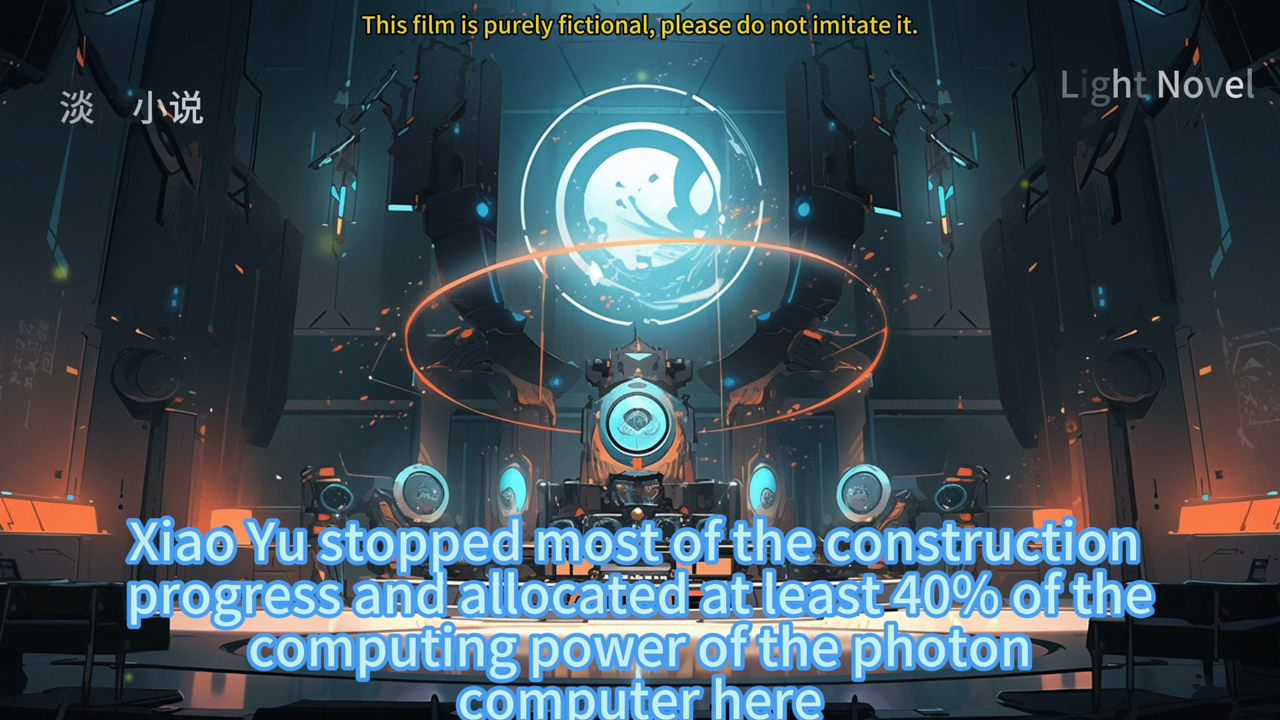 This film is purely fictional, please do not imitate it.
淡 小说
Light Novel
Xiao Yu stopped most of the construction
progress and allocated at least 40% of the
computing power of the photon
computer here